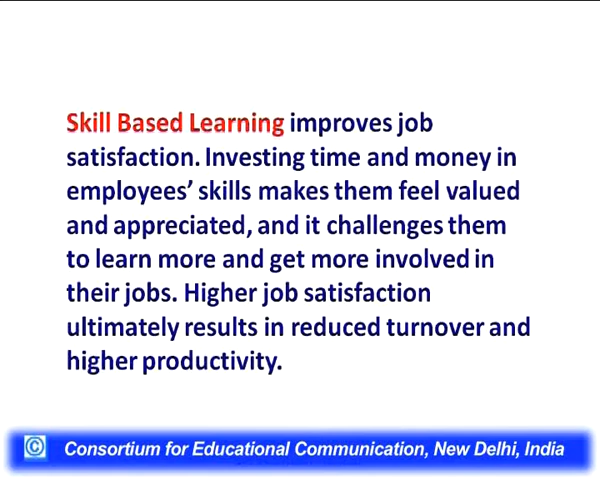 Skill Based Learning improves job
satisfaction. Investing time and money in
employees’ skills makes them feel valued
and appreciated, and it challenges them
to learn more and get more involved in
their jobs. Higher job satisfaction
ultimately results in reduced turnover and
higher productivity.
© Consortium for Educational Communication, New Delhi, India